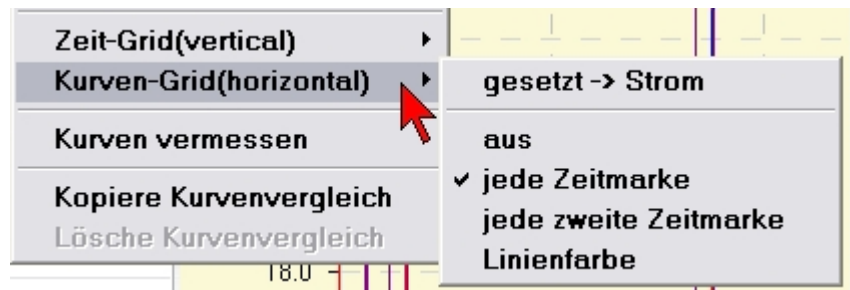 Zeit-Grid(vertical)
Kurven-Grid(horizontal)
Kurven vermessen
Kopiere Kurvenvergleich
Lösche Kurvenvergleich
gesetzt -> Strom
aus
jede Zeitmarke
jede zweite Zeitmarke
Linienfarbe
18.0